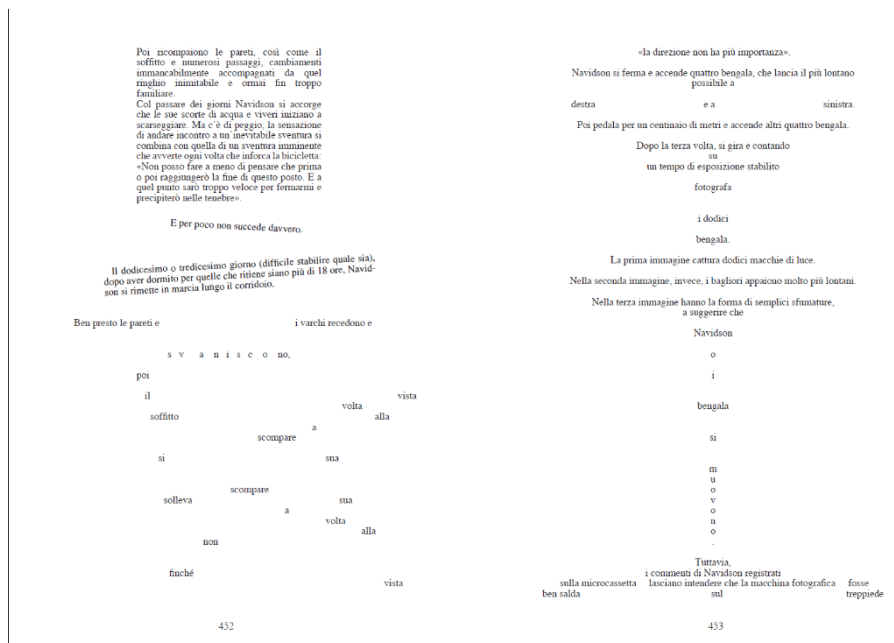 Poi ricompaiono le pareti, così come il
soffitto e numerosi passaggi, cambiamenti
immancabilmente accompagnati da quel
ringhio inimitabile e ormai fin troppo
familiare.
Col passare dei giorni Navidson si accorge
che le sue scorte di acqua e viveri iniziano a
scarseggiare. Ma c'è di peggio, la sensazione
di andare incontro a un'inevitabile sventura si
combina con quella di un sventura imminente
che avverte ogni volta che inforca la bicicletta:
«Non posso fare a meno di pensare che prima
o poi raggiungerò la fine di questo posto. E a
quel punto sarò troppo veloce per fermarmi e
precipiterò nelle tenebre».
E per poco non succede davvero.
Il dodicesimo o tredicesimo giorno (difficile stabilire quale sia),
dopo aver dormito per quelle che ritiene siano più di 18 ore, Navid-
son si rimette in marcia lungo il corridoio.
Ben presto le pareti e i varchi recedono e
s v a n i s c o no,
poi
il vista
volta
soffitto alla
a
scompare
si sua
scompare
solleva sua
a
volta
alla
non
finché
vista
452
«la direzione non ha più importanza».
Navidson si ferma e accende quattro bengala, che lancia il più lontano
possibile a
destra e a sinistra.
Poi pedala per un centinaio di metri e accende altri quattro bengala.
Dopo la terza volta, si gira e contando
su
un tempo di esposizione stabilito
fotografa
i dodici
bengala.
La prima immagine cattura dodici macchie di luce.
Nella seconda immagine, invece, i bagliori appaiono molto più lontani.
Nella terza immagine hanno la forma di semplici sfumature,
a suggerire che
Navidson
o
i
bengala
si
m
u
o
v
o
n
o
.
Tuttavia,
i commenti di Navidson registrati
sulla microcassetta lasciano intendere che la macchina fotografica fosse
ben salda sul treppiede
453